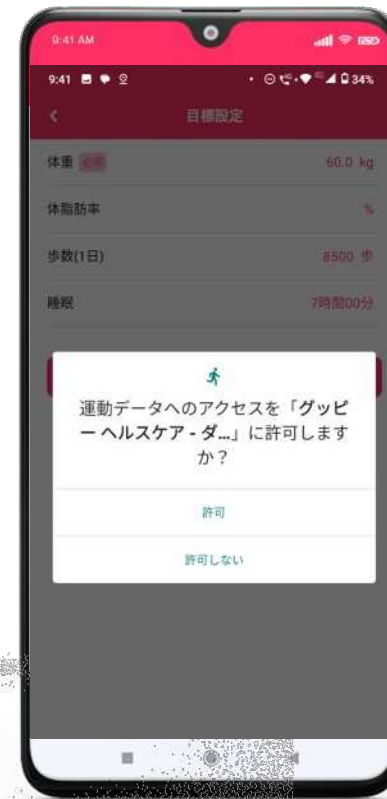 9:41 AM
9:41
34%
目標設定
体重 必須
60.0 kg
体脂肪率
%
歩数(1日)
8500 歩
睡眠
7時間00分
運動データへのアクセスを「グッピ
ー ヘルスケア - ダ...」に許可します
か？
許可
許可しない